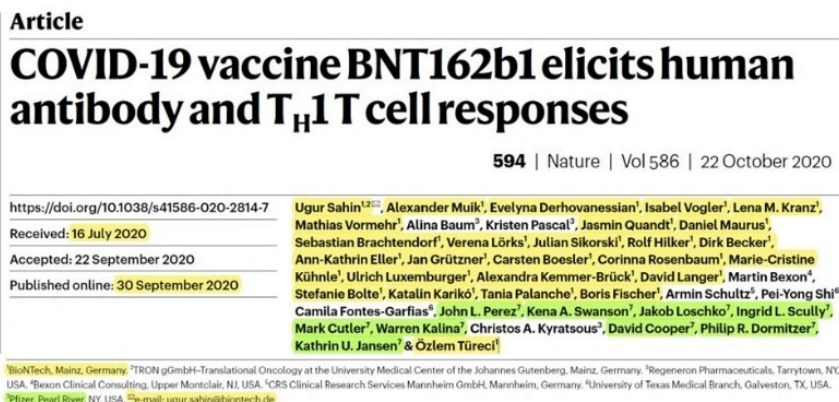 Article
COVID-19 vaccine BNT162b1 elicits human
antibody and TH1 T cell responses
594 | Nature | Vol 586 | 22 October 2020
https://doi.org/10.1038/s41586-020-2814-7
Received: 16 July 2020
Accepted: 22 September 2020
Published online: 30 September 2020
Ugur Sahin1,2✉, Alexander Muik1, Evelyna Derhovanessian1, Isabel Vogler1, Lena M. Kranz1,
Mathias Vormehr1, Alina Baum3, Kristen Pascal3, Jasmin Quandt1, Daniel Maurus1,
Sebastian Brachtendorf1, Verena Lörks1, Julian Sikorski1, Rolf Hilker1, Dirk Becker1,
Ann-Kathrin Eller1, Jan Grützner1, Carsten Boesler1, Corinna Rosenbaum1, Marie-Cristine
Kühnle1, Ulrich Luxemburger1, Alexandra Kemmer-Brück1, David Langer1, Martin Bexon4,
Stefanie Bolte1, Katalin Karikó1, Tania Palanche1, Boris Fischer1, Armin Schultz5, Pei-Yong Shi6,
Camila Fontes-Garfias6, John L. Perez7, Kena A. Swanson7, Jakob Loschko7, Ingrid L. Scully7,
Mark Cutler7, Warren Kalina7, Christos A. Kyratsous3, David Cooper7, Philip R. Dormitzer7,
Kathrin U. Jansen7 & Özlem Türeci1
1BioNTech, Mainz, Germany. 2TRON gGmbH–Translational Oncology at the University Medical Center of the Johannes Gutenberg, Mainz, Germany. 3Regeneron Pharmaceuticals, Tarrytown, NY,
USA. 4Bexon Clinical Consulting, Upper Montclair, NJ, USA. 5CRS Clinical Research Services Mannheim GmbH, Mannheim, Germany. 6University of Texas Medical Branch, Galveston, TX, USA.
7Pfizer, Pearl River, NY, USA. ✉e-mail: ugur.sahin@biontech.de